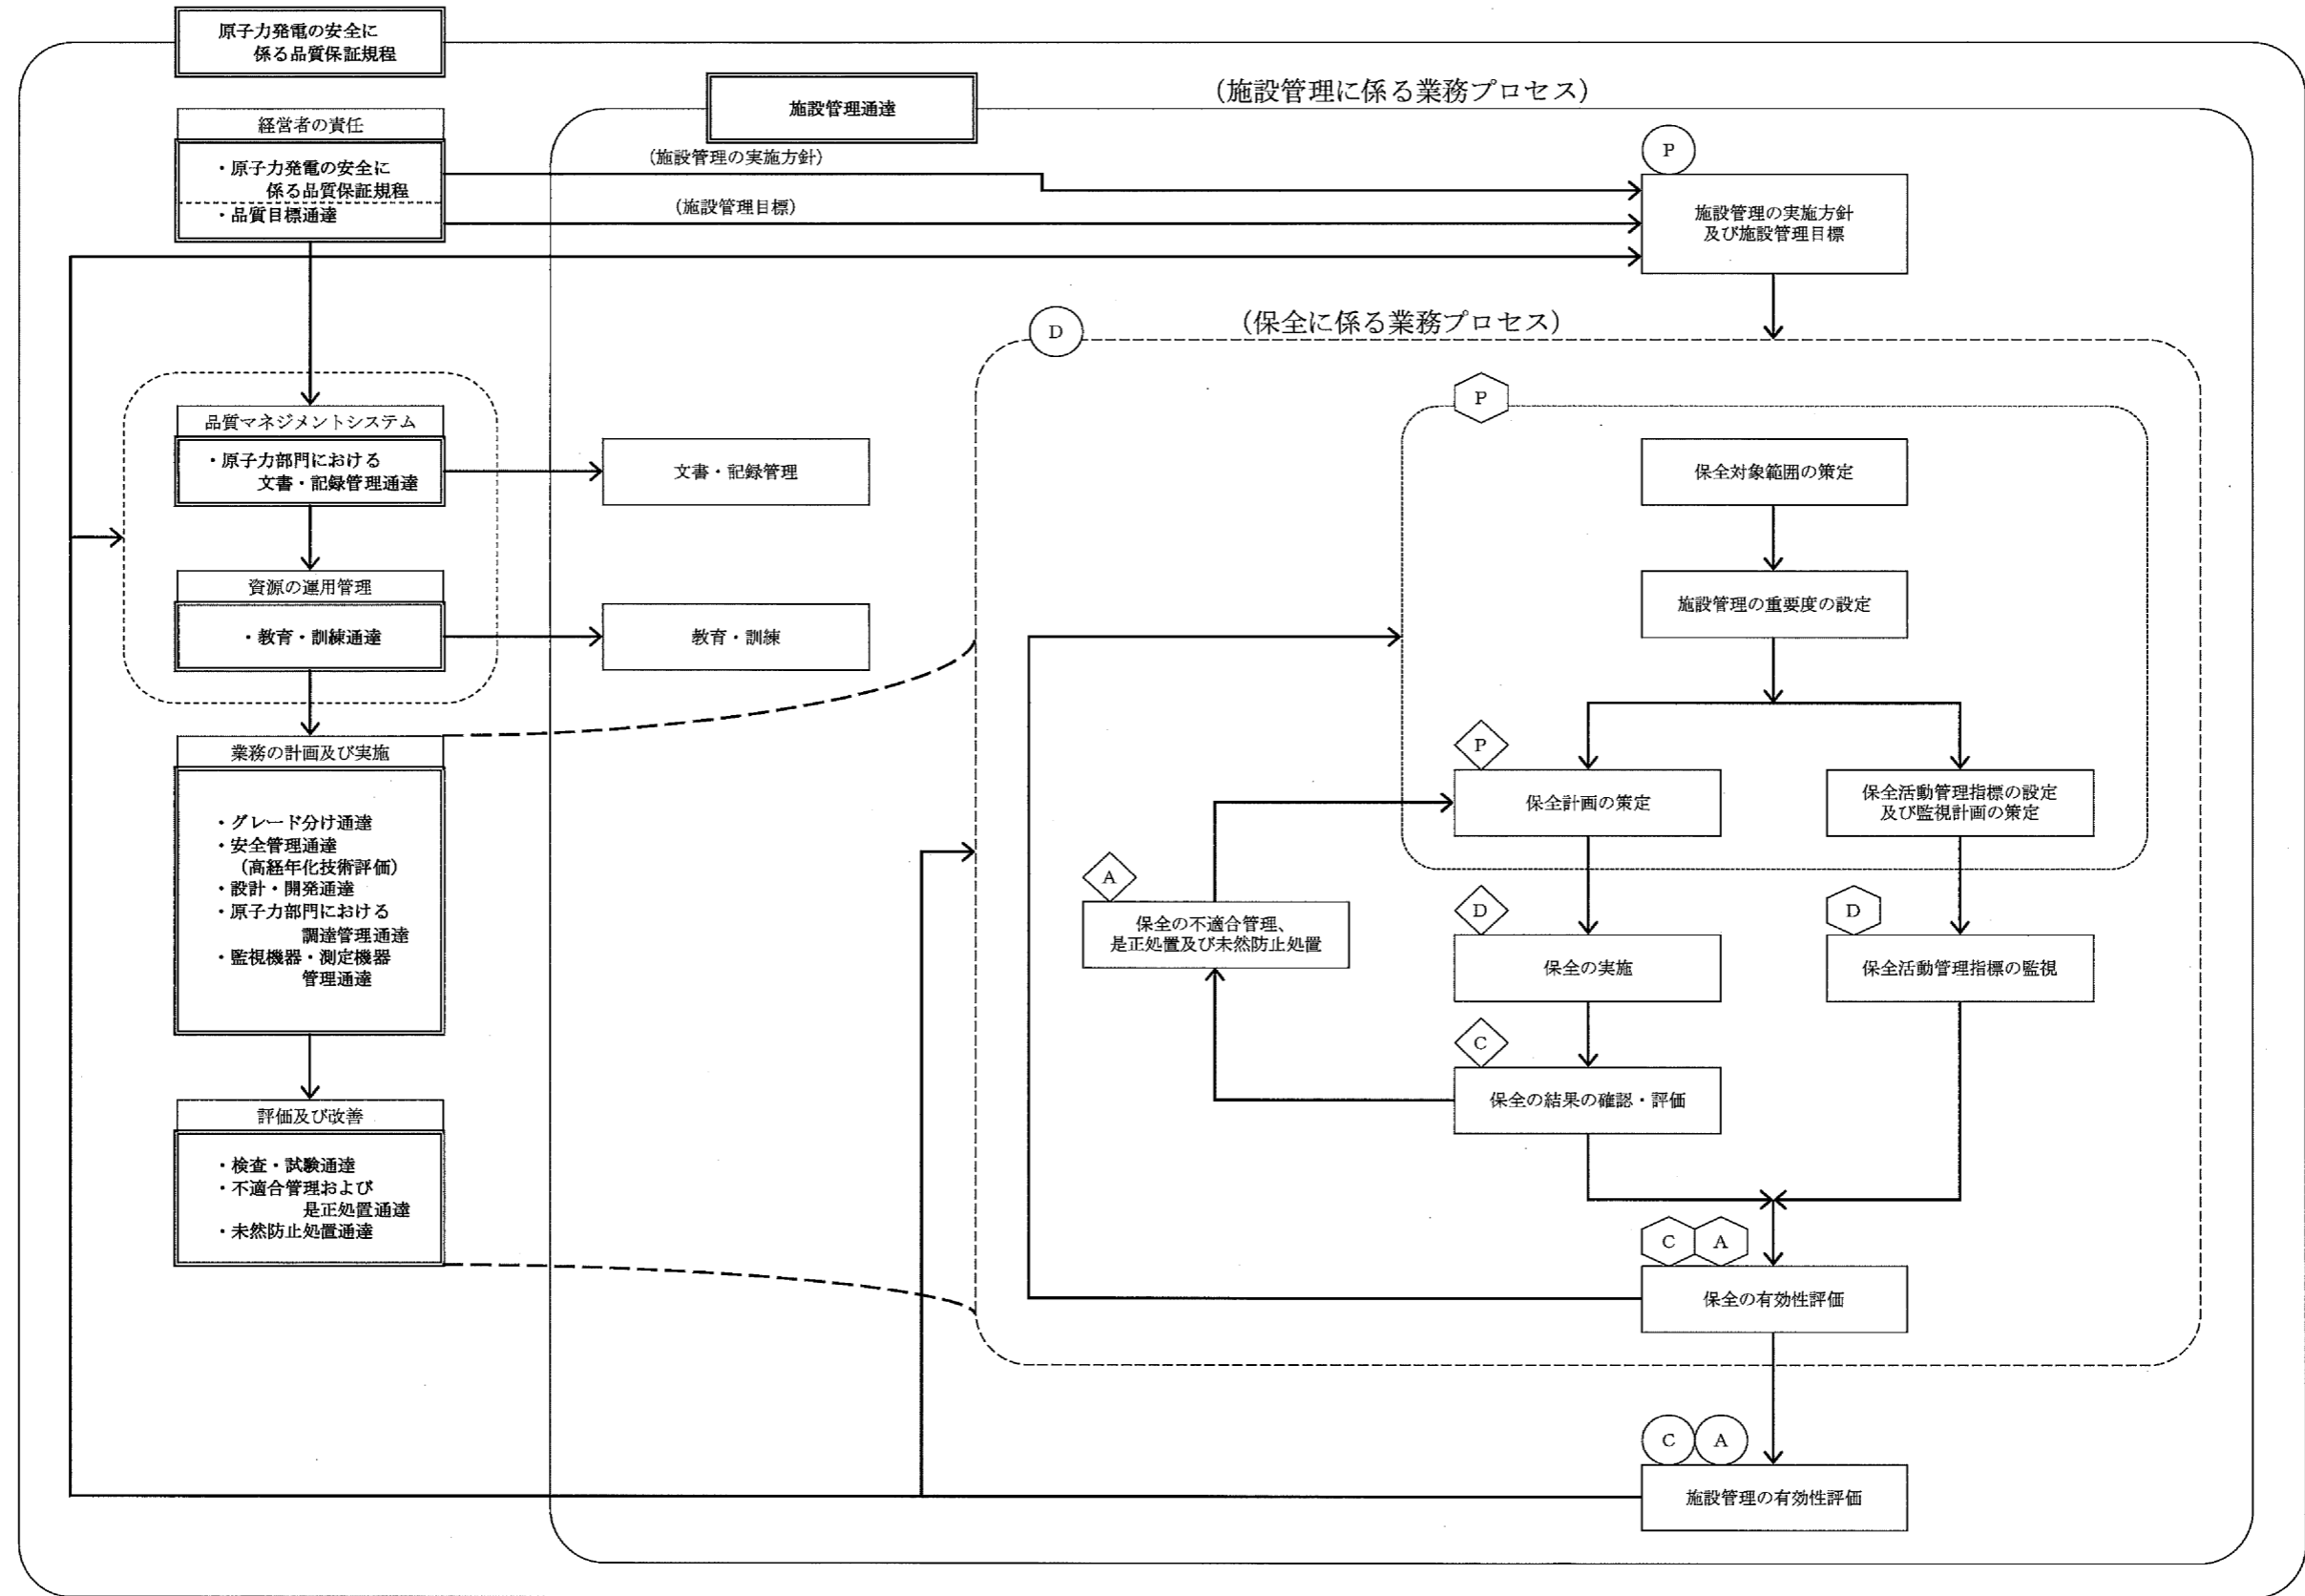 原子力発電の安全に
係る品質保証規程
施設管理通達
（施設管理に係る業務プロセス）
経営者の責任
・原子力発電の安全に
係る品質保証規程
・品質目標通達
（施設管理の実施方針）
（施設管理目標）
P
施設管理の実施方針
及び施設管理目標
品質マネジメントシステム
・原子力部門における
文書・記録管理通達
文書・記録管理
資源の運用管理
・教育・訓練通達
教育・訓練
業務の計画及び実施
・グレード分け通達
・安全管理通達
（高経年化技術評価）
・設計・開発通達
・原子力部門における
調達管理通達
・監視機器・測定機器
管理通達
評価及び改善
・検査・試験通達
・不適合管理および
是正処置通達
・未然防止処置通達
D
（保全に係る業務プロセス）
P
保全対象範囲の策定
施設管理の重要度の設定
P
保全計画の策定
保全活動管理指標の設定
及び監視計画の策定
A
保全の不適合管理、
是正処置及び未然防止処置
D
保全の実施
D
保全活動管理指標の監視
C
保全の結果の確認・評価
C A
保全の有効性評価
C A
施設管理の有効性評価